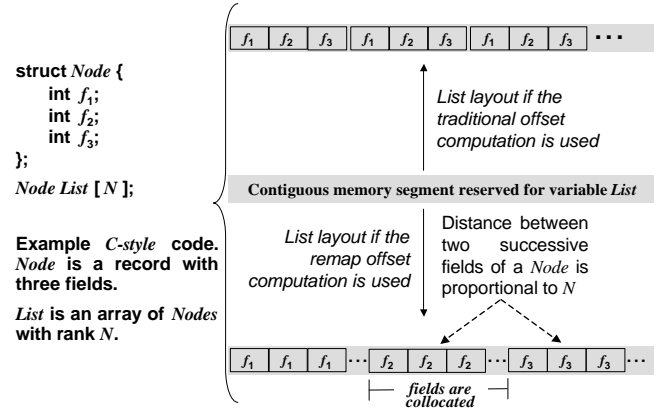 f1 f2 f3 f1 f2 f3 f1 f2 f3 ...
struct Node {
int f1;
int f2;
int f3;
};
Node List [ N ];
Example C-style code.
Node is a record with
three fields.
List is an array of Nodes
with rank N.
List layout if the
traditional offset
computation is used
Contiguous memory segment reserved for variable List
List layout if the
remap offset
computation is used
Distance between
two successive
fields of a Node is
proportional to N
f1 f1 f1 ... f2 f2 f2 ... f3 f3 f3 ...
fields are
collocated